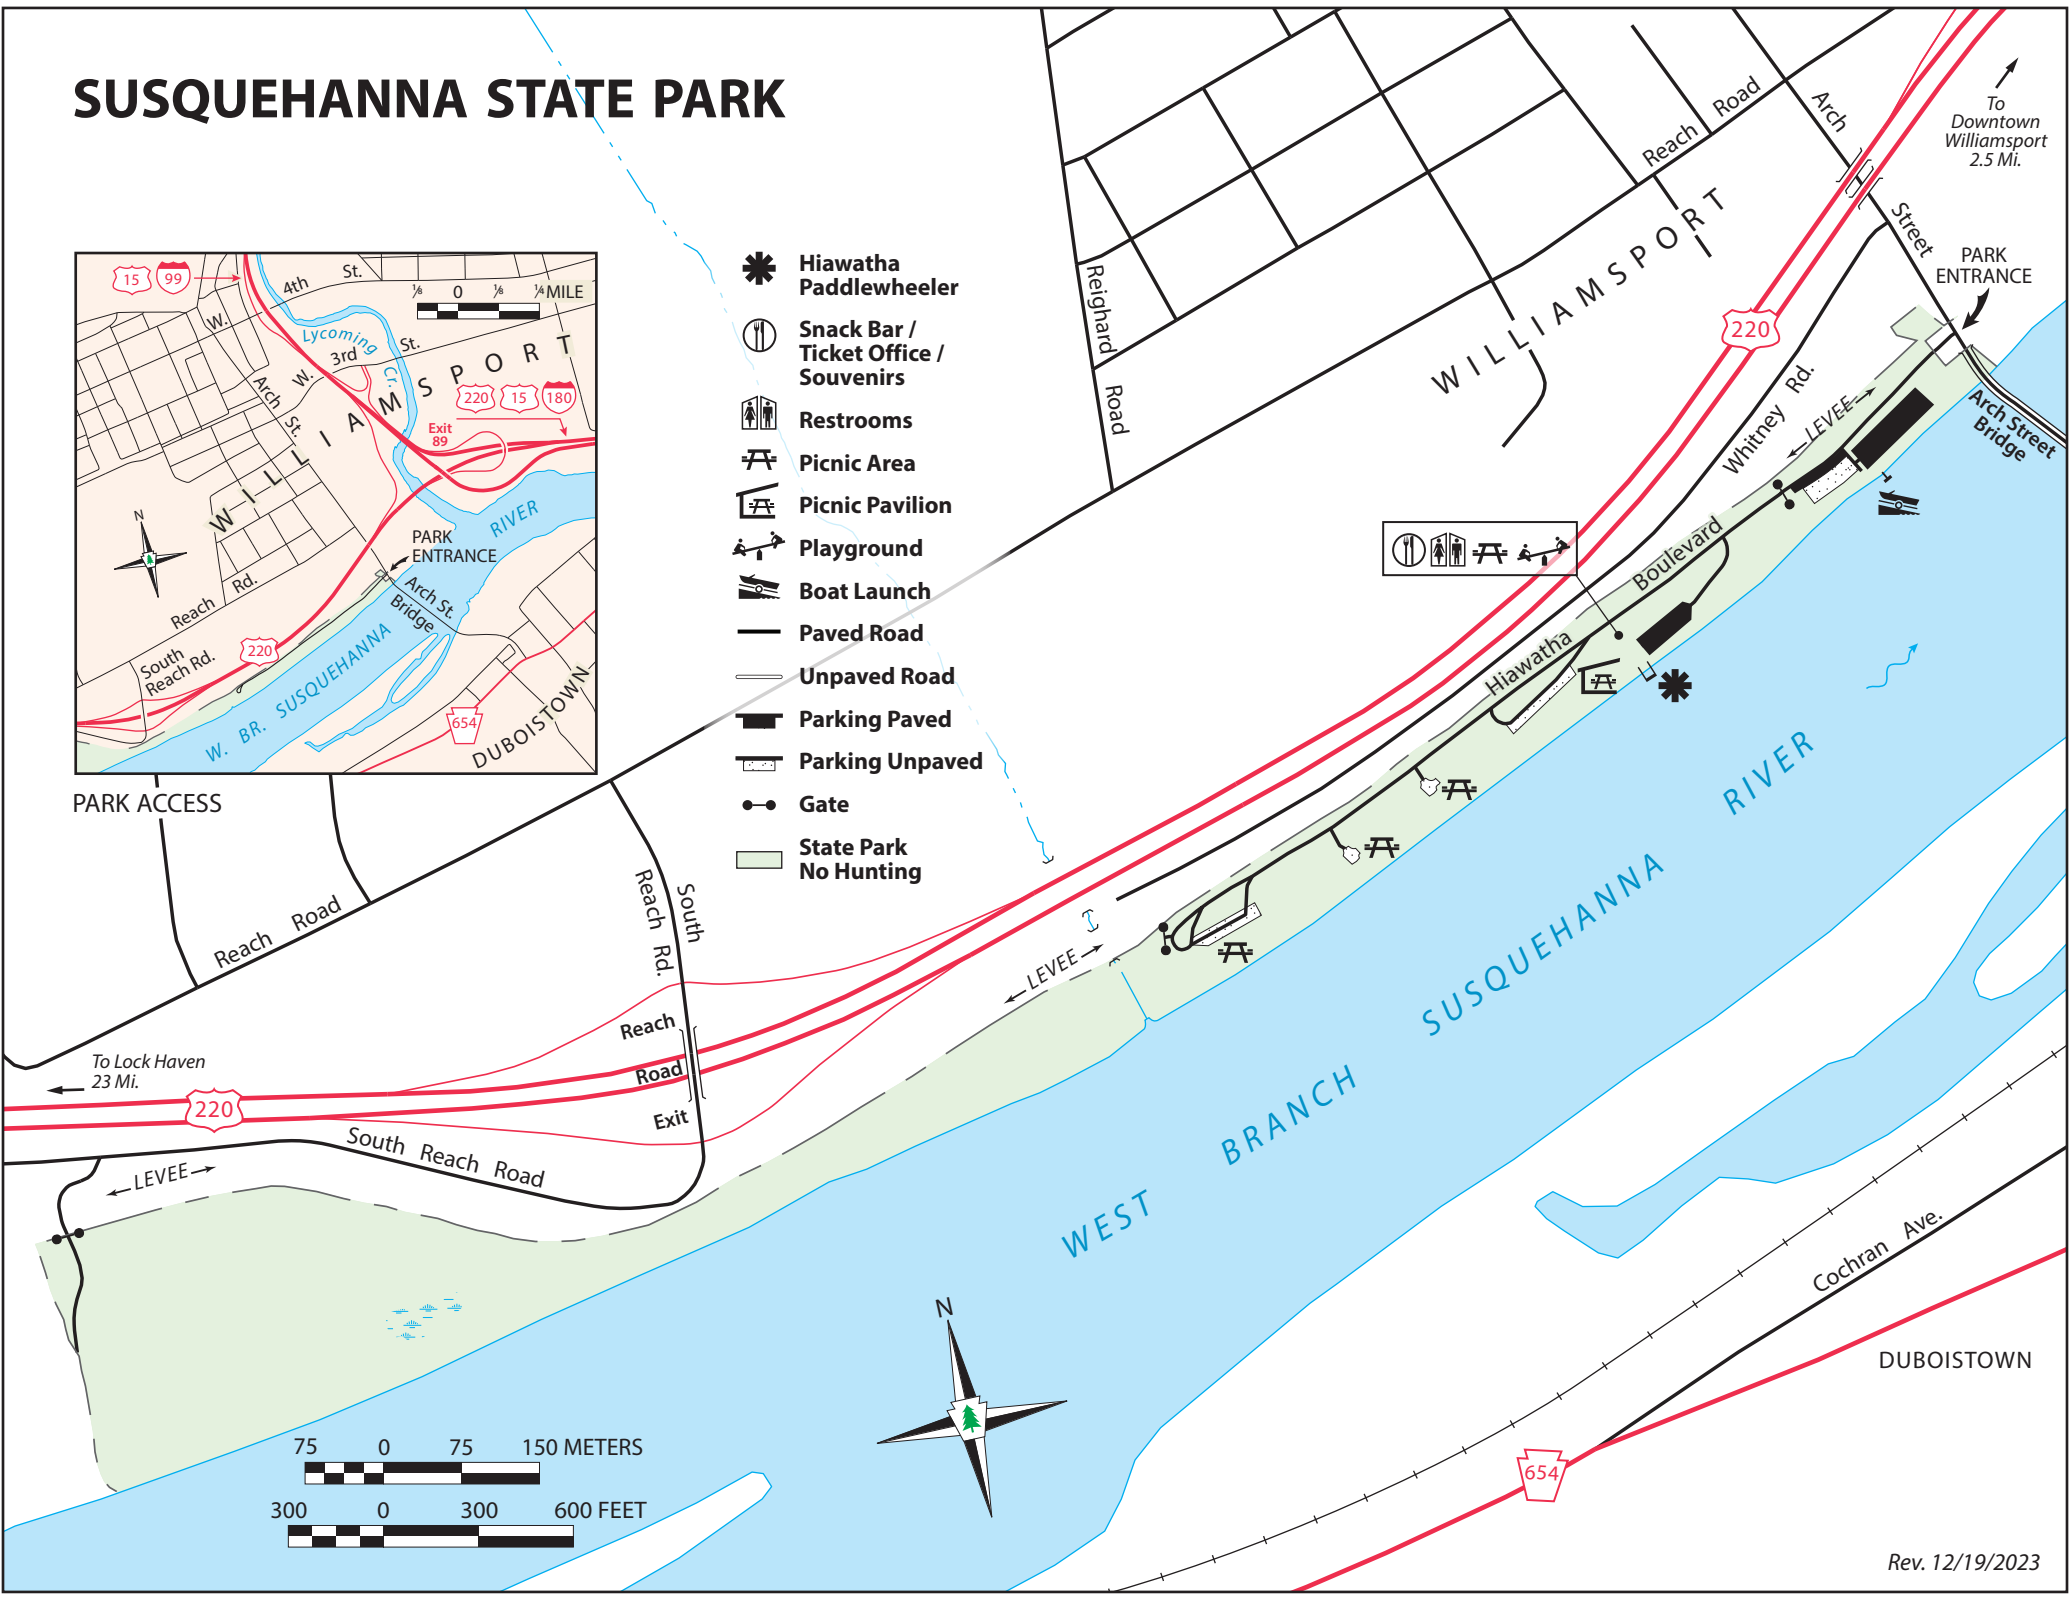 SUSQUEHANNA STATE PARK
To
Downtown
Williamsport
2.5 Mi.
Arch
Street
Reach Road
WILLIAMSPORT
PARK
ENTRANCE
220
Whitney Rd.
LEVEE
Arch Street
Bridge
Reighard
Road
Hiawatha
Paddlewheeler
Snack Bar /
Ticket Office /
Souvenirs
Restrooms
Picnic Area
Picnic Pavilion
Playground
Boat Launch
Paved Road
Unpaved Road
Parking Paved
Parking Unpaved
Gate
State Park
No Hunting
15
99
4th
St.
W.
⅛ 0 ⅛ ¼ MILE
Lycoming
Cr.
W.
3rd
St.
WILLIAMSPORT
Arch
St.
220
15
180
Exit
89
N
RIVER
PARK
ENTRANCE
Arch St.
Bridge
Reach
Rd.
South
Reach Rd.
220
W. BR. SUSQUEHANNA
654
DUBOISTOWN
PARK ACCESS
Hiawatha Boulevard
Reach Road
South
Reach Rd.
LEVEE
Reach
Road
Exit
To Lock Haven
23 Mi.
220
South Reach Road
LEVEE
WEST BRANCH SUSQUEHANNA RIVER
N
Cochran Ave.
DUBOISTOWN
654
75 0 75 150 METERS
300 0 300 600 FEET
Rev. 12/19/2023